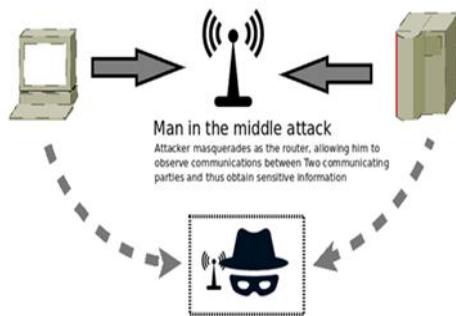 Man in the middle attack
Attacker masquerades as the router, allowing him to
observe communications between Two communicating
parties and thus obtain sensitive information